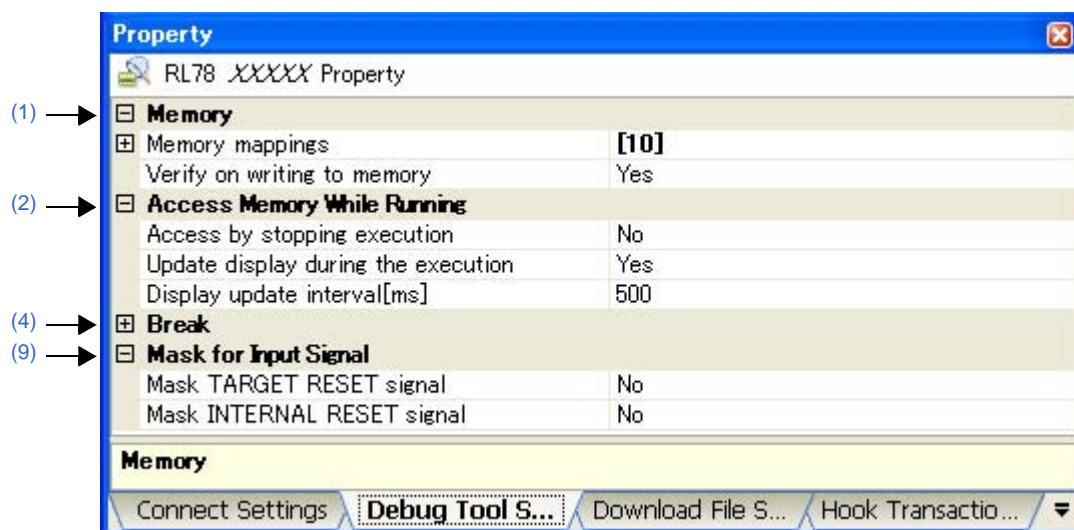 Property
RL78 XXXXX Property
(1) Memory
Memory mappings [10]
Verify on writing to memory Yes
(2) Access Memory While Running
Access by stopping execution No
Update display during the execution Yes
Display update interval[ms] 500
(4) Break
(9) Mask for Input Signal
Mask TARGET RESET signal No
Mask INTERNAL RESET signal No
Memory
Connect Settings Debug Tool S... Download File S... Hook Transactio...